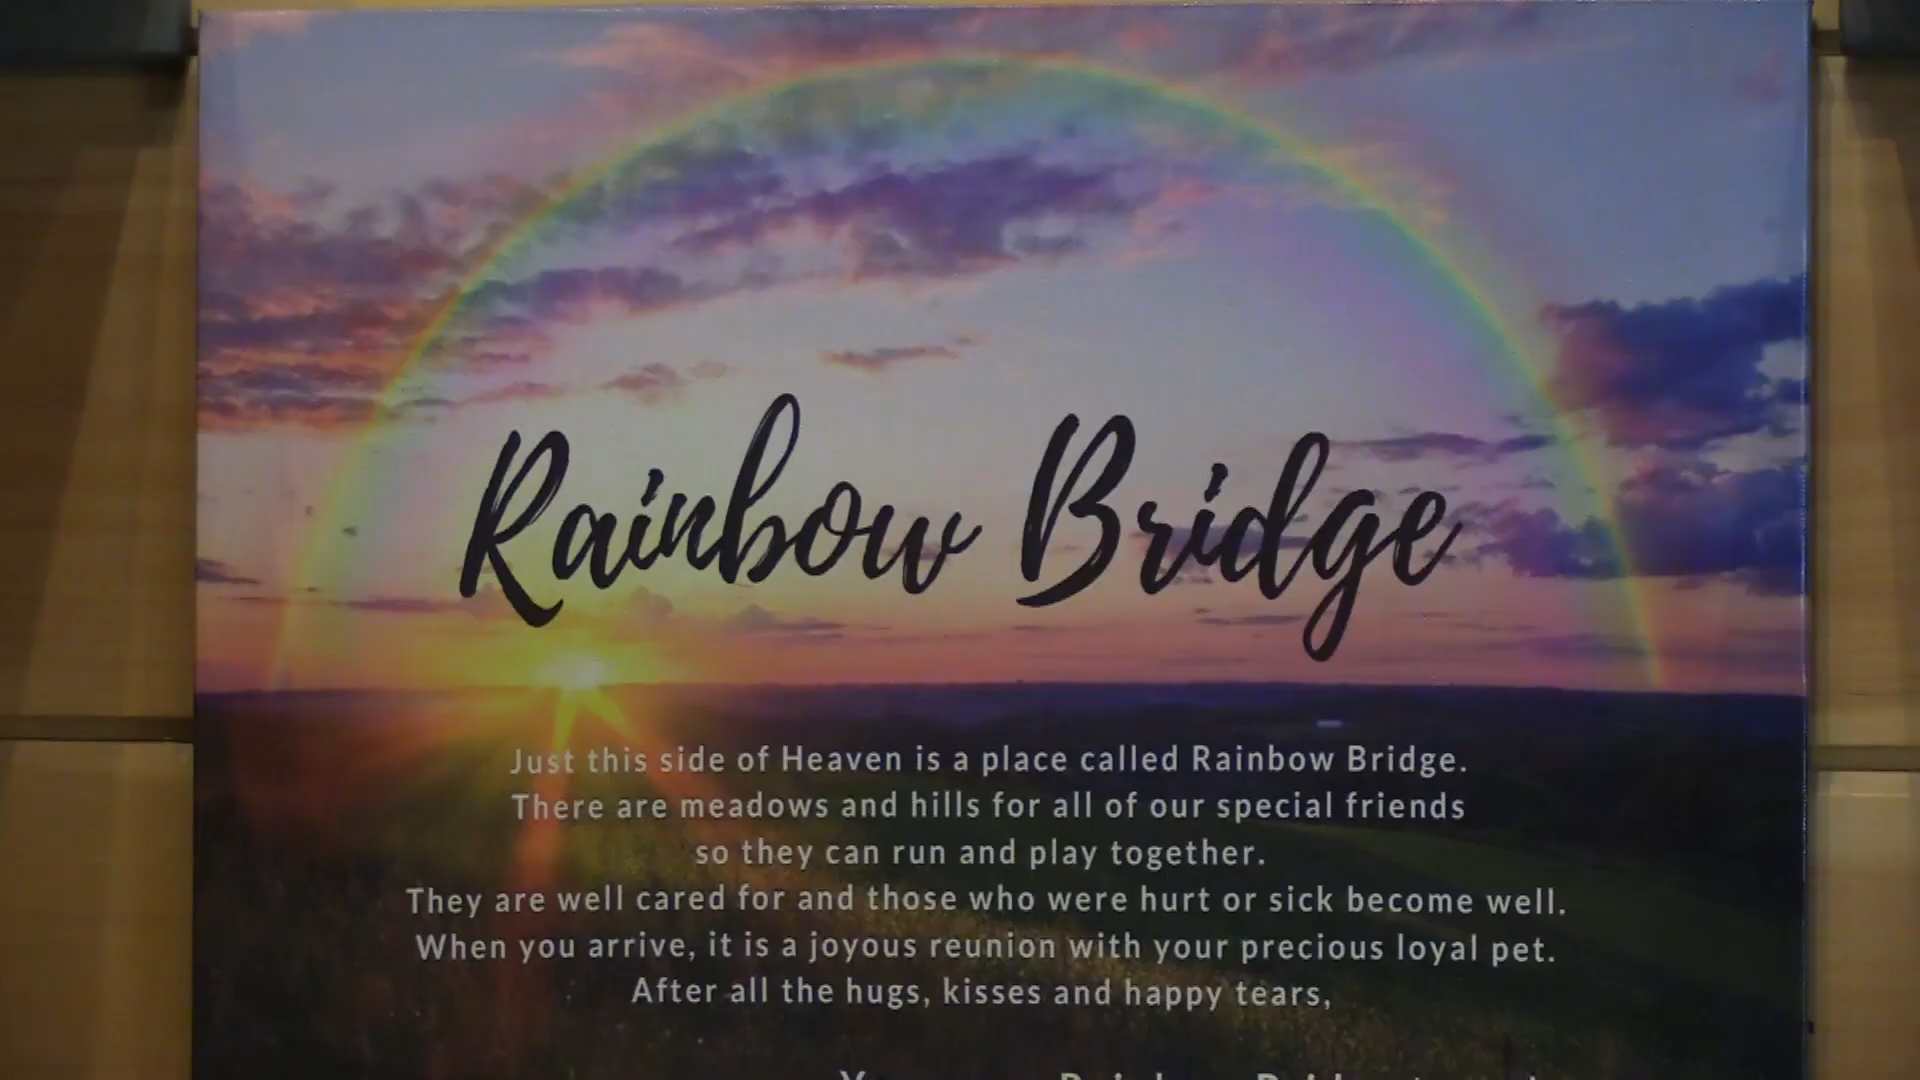 Rainbow Bridge
Just this side of Heaven is a place called Rainbow Bridge.
There are meadows and hills for all of our special friends
so they can run and play together.
They are well cared for and those who were hurt or sick become well.
When you arrive, it is a joyous reunion with your precious loyal pet.
After all the hugs, kisses and happy tears,